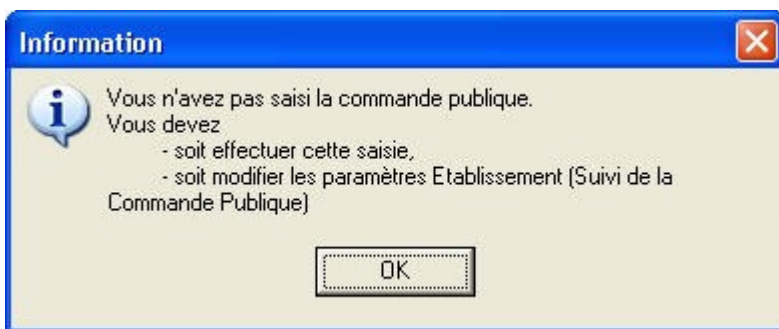 Information
Vous n'avez pas saisi la commande publique.
Vous devez
- soit effectuer cette saisie,
- soit modifier les paramètres Etablissement (Suivi de la
Commande Publique)
OK